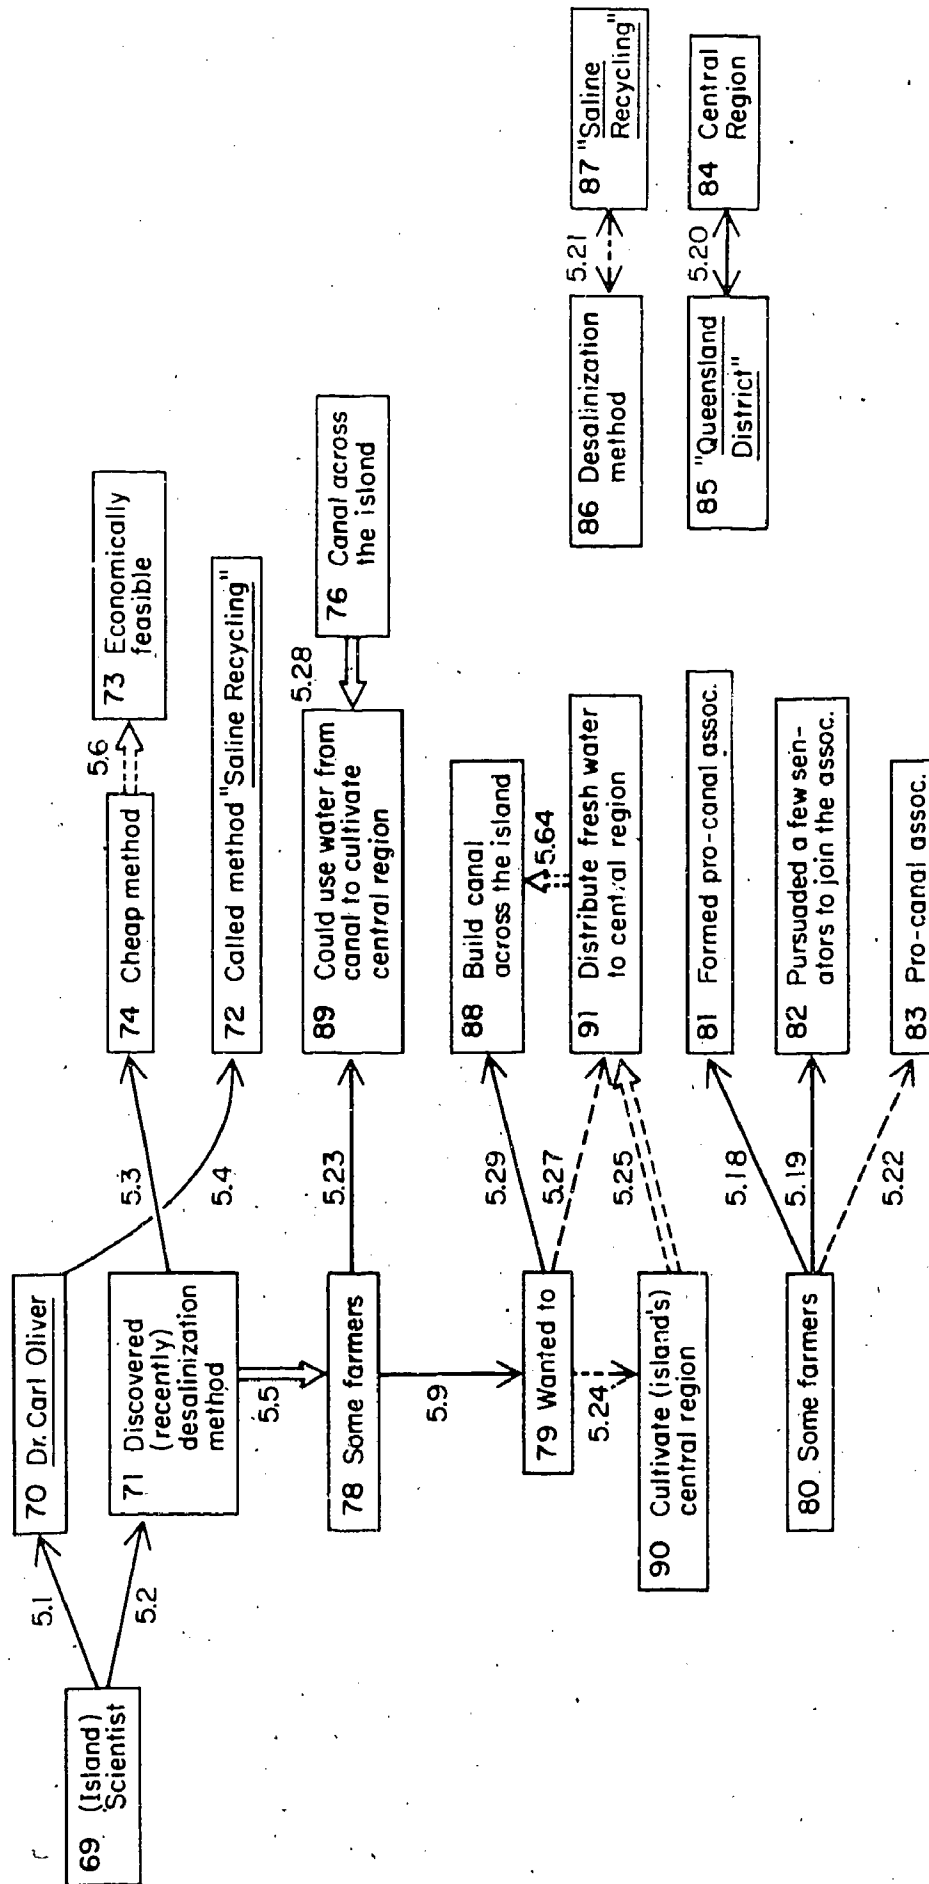 69 (Island)
Scientist
5.1
5.2
70 Dr. Carl Oliver
71 Discovered
(recently)
desalinization
method
5.3
5.4
74 Cheap method
5.6
73 Economically
feasible
72 Called method "Saline Recycling"
5.5
78 Some farmers
5.23
89 Could use water from
canal to cultivate
central region
5.28
76 Canal across
the island
5.9
79 Wanted to
5.29
5.27
5.24
5.25
88 Build canal
across the island
5.64
91 Distribute fresh water
to central region
90 Cultivate (island's)
central region
80 Some farmers
5.18
5.19
5.22
81 Formed pro-canal assoc.
82 Pursuaded a few sen-
ators to join the assoc.
83 Pro-canal assoc.
86 Desalinization
method
5.21
87 "Saline
Recycling"
85 "Queensland
District"
5.20
84 Central
Region